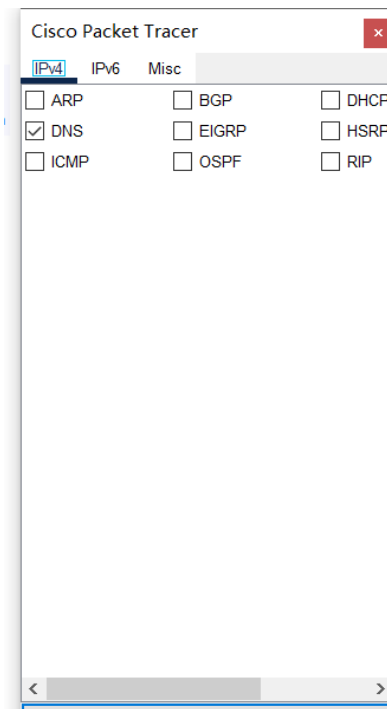 Cisco Packet Tracer
IPv4 IPv6 Misc
ARP BGP DHCP
DNS EIGRP HSRP
ICMP OSPF RIP